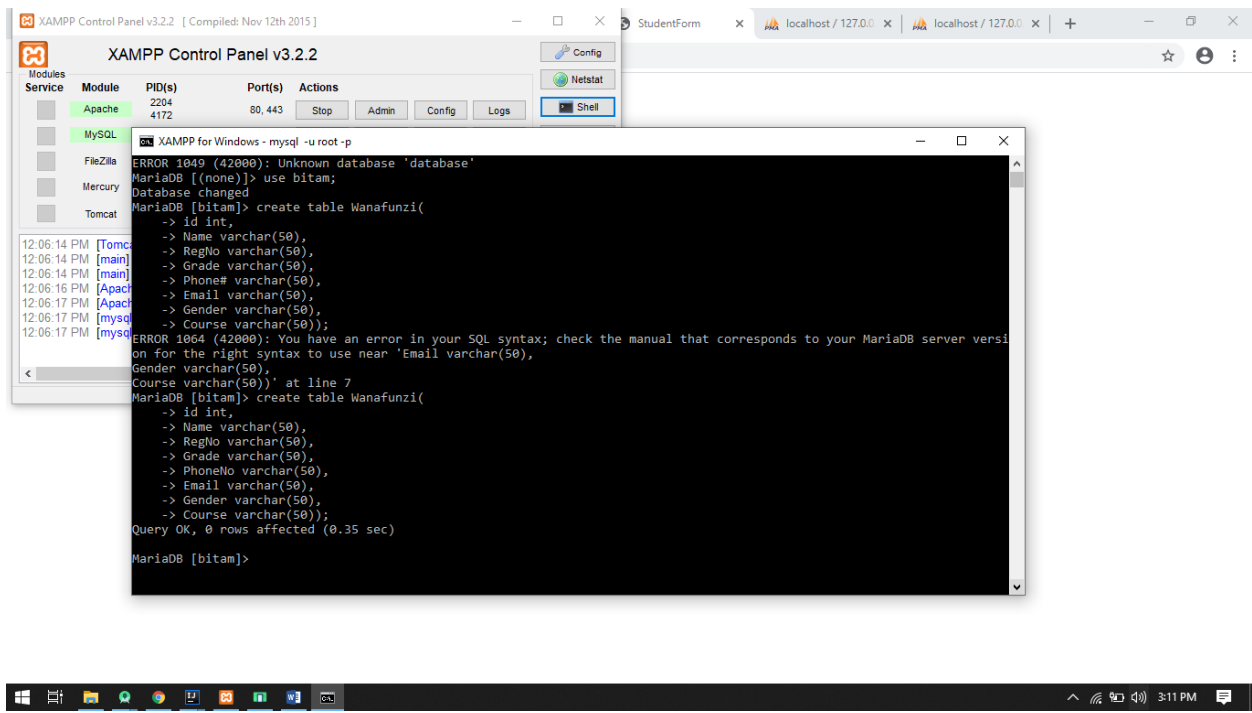 XAMPP Control Panel v3.2.2 [ Compiled: Nov 12th 2015 ]
StudentForm
localhost / 127.0.0
localhost / 127.0.0
XAMPP Control Panel v3.2.2
Config
Modules
Netstat
Service Module PID(s) Port(s) Actions
Shell
Apache 2204 4172 80, 443 Stop Admin Config Logs
MySQL
FileZilla
Mercury
Tomcat
12:06:14 PM [Tomca
12:06:14 PM [main]
12:06:14 PM [main]
12:06:16 PM [Apach
12:06:17 PM [Apach
12:06:17 PM [mysql
12:06:17 PM [mysq
XAMPP for Windows - mysql -u root -p
ERROR 1049 (42000): Unknown database 'database'
MariaDB [(none)]> use bitam;
Database changed
MariaDB [bitam]> create table Wanafunzi(
-> id int,
-> Name varchar(50),
-> RegNo varchar(50),
-> Grade varchar(50),
-> Phone# varchar(50),
-> Email varchar(50),
-> Gender varchar(50),
-> Course varchar(50));
ERROR 1064 (42000): You have an error in your SQL syntax; check the manual that corresponds to your MariaDB server versi
on for the right syntax to use near 'Email varchar(50),
Gender varchar(50),
Course varchar(50))' at line 7
MariaDB [bitam]> create table Wanafunzi(
-> id int,
-> Name varchar(50),
-> RegNo varchar(50),
-> Grade varchar(50),
-> PhoneNo varchar(50),
-> Email varchar(50),
-> Gender varchar(50),
-> Course varchar(50));
Query OK, 0 rows affected (0.35 sec)
MariaDB [bitam]>
3:11 PM